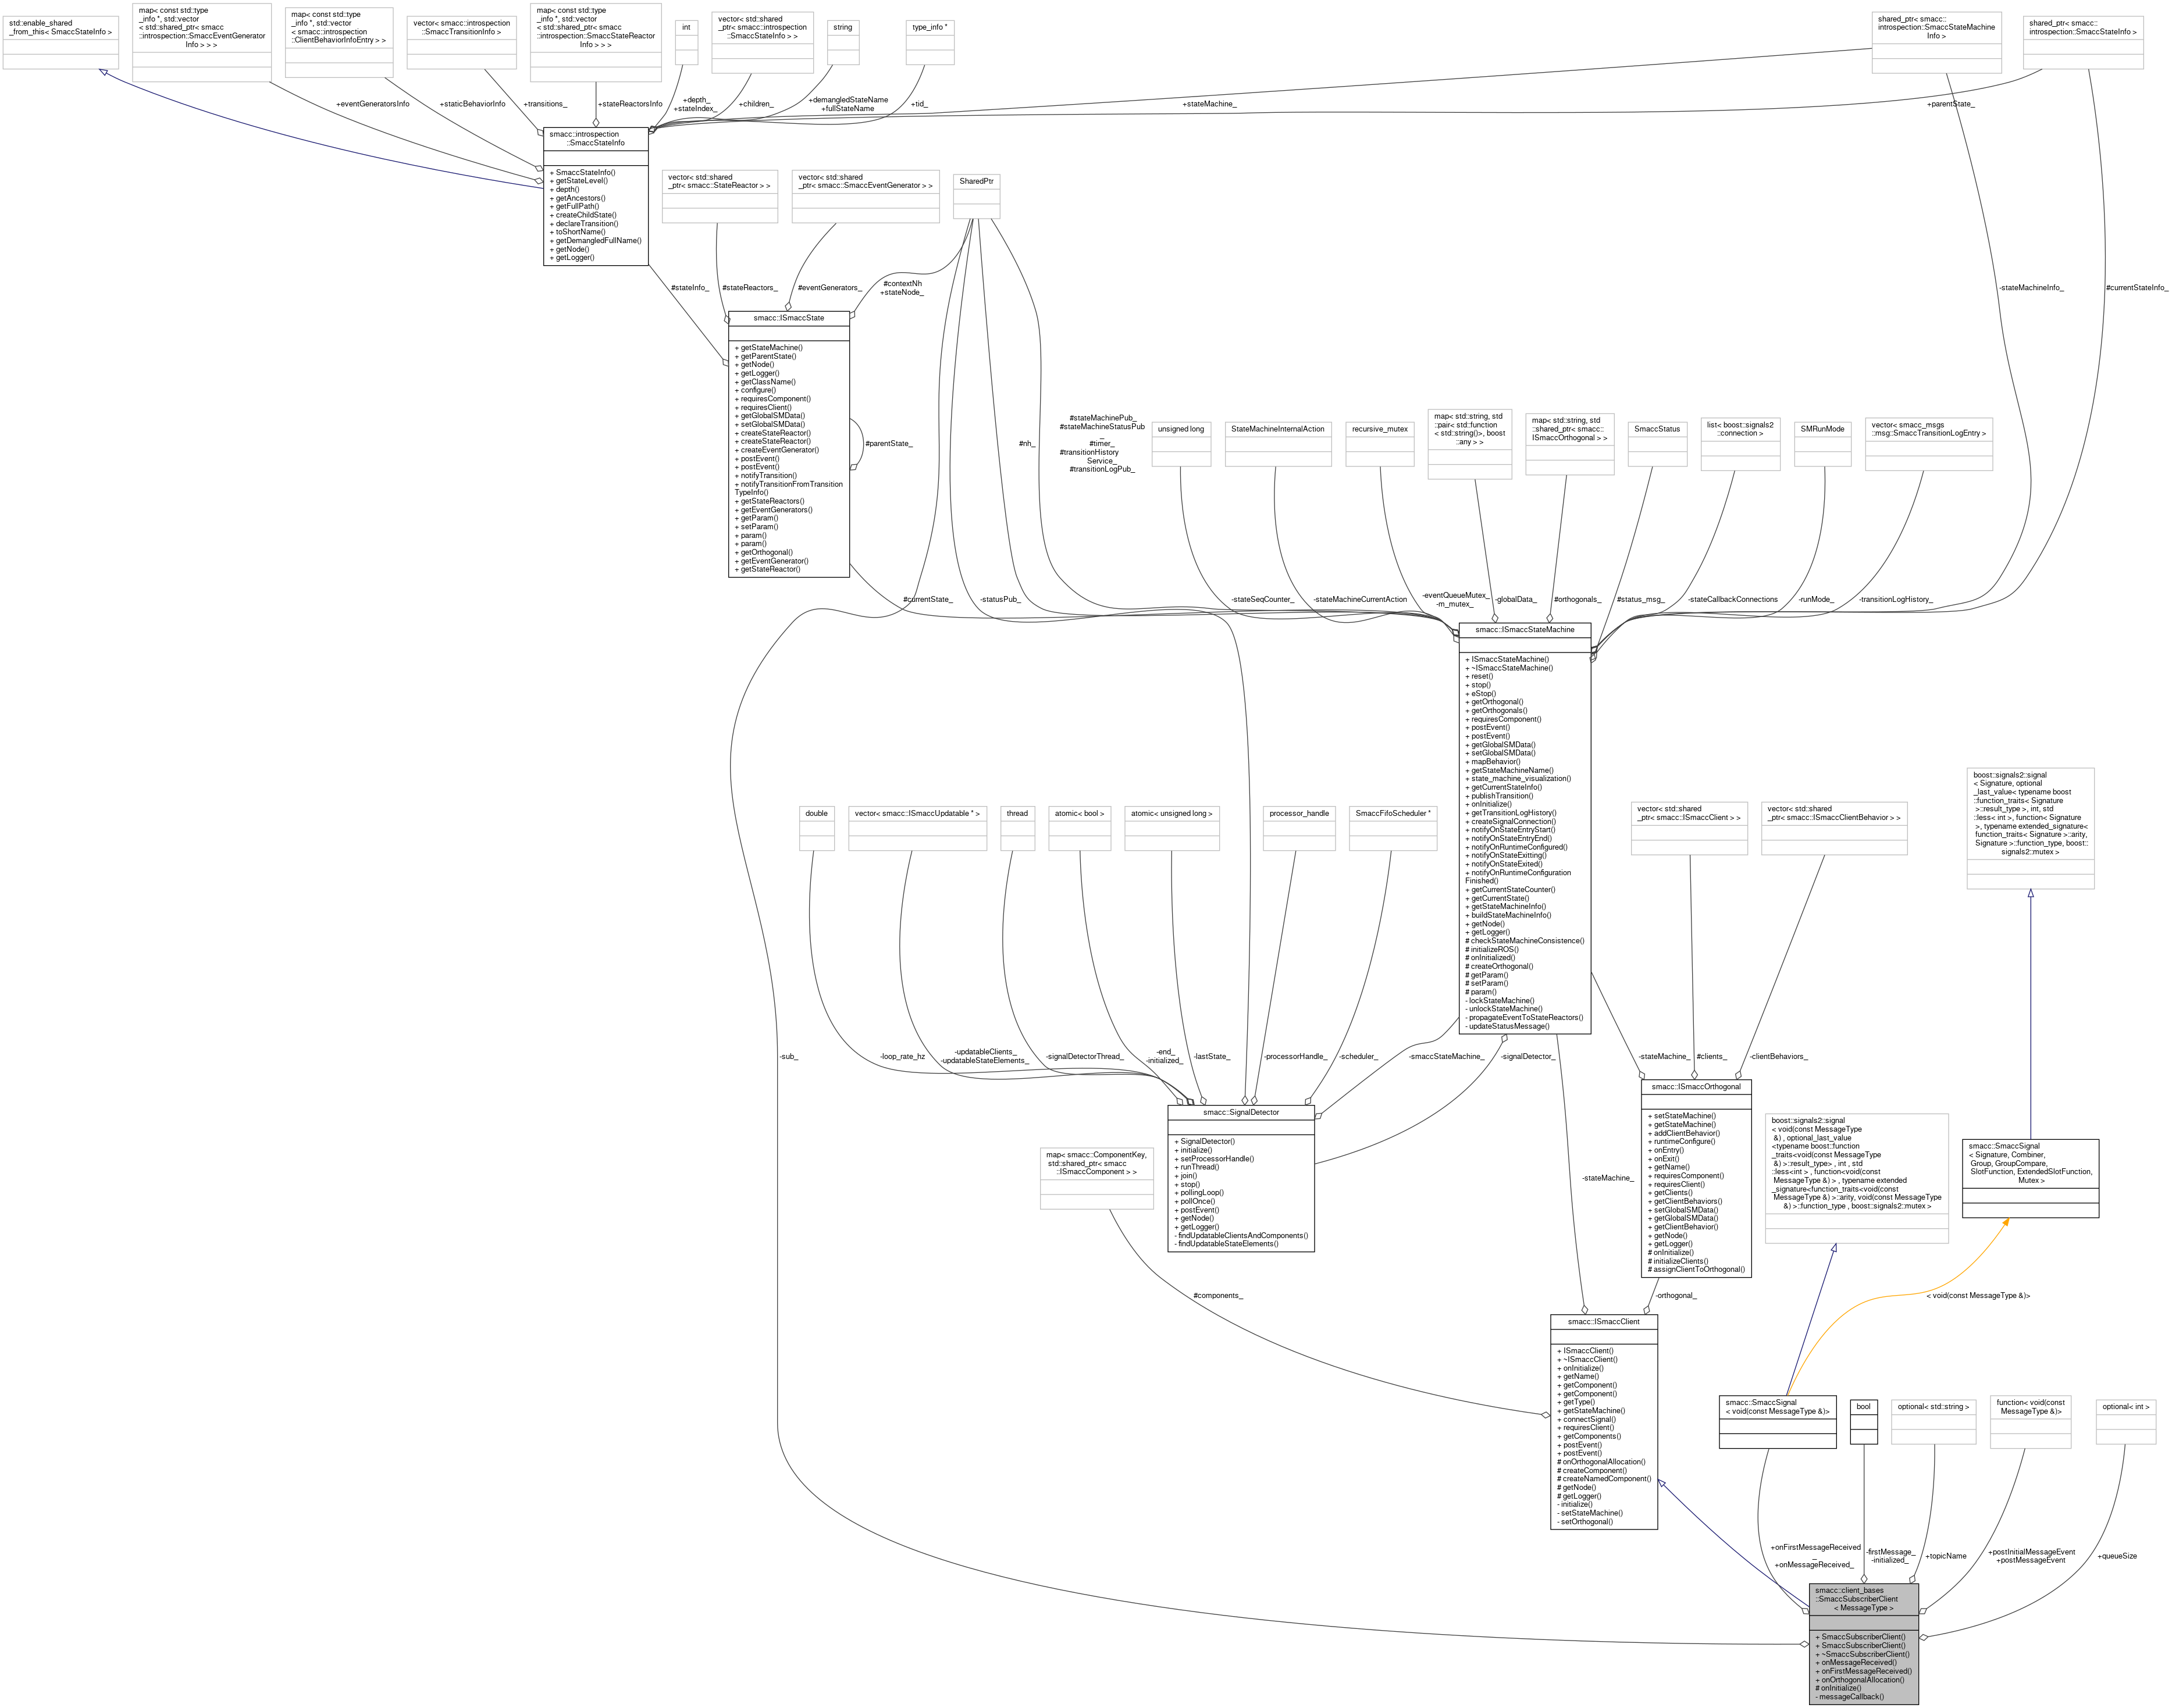 std::enable_shared
_from_this< SmaccStateInfo >
map< const std::type
_info *, std::vector
< std::shared_ptr< smacc
::introspection::SmaccEventGenerator
Info > > >
map< const std::type
_info *, std::vector
< smacc::introspection
::ClientBehaviorInfoEntry > >
vector< smacc::introspection
::SmaccTransitionInfo >
map< const std::type
_info *, std::vector
< std::shared_ptr< smacc
::introspection::SmaccStateReactor
Info > > >
int
vector< std::shared
_ptr< smacc::introspection
::SmaccStateInfo > >
string
type_info *
shared_ptr< smacc::
introspection::SmaccStateMachine
Info >
shared_ptr< smacc::
introspection::SmaccStateInfo >
+eventGeneratorsInfo
+staticBehaviorInfo
+transitions_
+stateReactorsInfo
+depth_
+stateIndex_
+children_
+demangledStateName
+fullStateName
+tid_
+stateMachine_
+parentState_
smacc::introspection
::SmaccStateInfo
+ SmaccStateInfo()
+ getStateLevel()
+ depth()
+ getAncestors()
+ getFullPath()
+ createChildState()
+ declareTransition()
+ toShortName()
+ getDemangledFullName()
+ getNode()
+ getLogger()
vector< std::shared
_ptr< smacc::StateReactor > >
vector< std::shared
_ptr< smacc::SmaccEventGenerator > >
SharedPtr
#stateInfo_
#stateReactors_
#eventGenerators_
#contextNh
+stateNode_
-stateMachineInfo_
#currentStateInfo_
smacc::ISmaccState
+ getStateMachine()
+ getParentState()
+ getNode()
+ getLogger()
+ getClassName()
+ configure()
+ requiresComponent()
+ requiresClient()
+ getGlobalSMData()
+ setGlobalSMData()
+ createStateReactor()
+ createStateReactor()
+ createEventGenerator()
+ postEvent()
+ postEvent()
+ notifyTransition()
+ notifyTransitionFromTransition
TypeInfo()
+ getStateReactors()
+ getEventGenerators()
+ getParam()
+ setParam()
+ param()
+ param()
+ getOrthogonal()
+ getEventGenerator()
+ getStateReactor()
#parentState_
#nh_
#stateMachinePub_
#stateMachineStatusPub
_
#timer_
#transitionHistory
Service_
#transitionLogPub_
unsigned long
StateMachineInternalAction
recursive_mutex
map< std::string, std
::pair< std::function
< std::string()>, boost
::any > >
map< std::string, std
::shared_ptr< smacc::
ISmaccOrthogonal > >
SmaccStatus
list< boost::signals2
::connection >
SMRunMode
vector< smacc_msgs
::msg::SmaccTransitionLogEntry >
#currentState_
-statusPub_
-stateSeqCounter_
-stateMachineCurrentAction
-eventQueueMutex_
-m_mutex_
-globalData_
#orthogonals_
#status_msg_
-stateCallbackConnections
-runMode_
-transitionLogHistory_
smacc::ISmaccStateMachine
+ ISmaccStateMachine()
+ ~ISmaccStateMachine()
+ reset()
+ stop()
+ eStop()
+ getOrthogonal()
+ getOrthogonals()
+ requiresComponent()
+ postEvent()
+ postEvent()
+ getGlobalSMData()
+ setGlobalSMData()
+ mapBehavior()
+ getStateMachineName()
+ state_machine_visualization()
+ getCurrentStateInfo()
+ publishTransition()
+ onInitialize()
+ getTransitionLogHistory()
+ createSignalConnection()
+ notifyOnStateEntryStart()
+ notifyOnStateEntryEnd()
+ notifyOnRuntimeConfigured()
+ notifyOnStateExitting()
+ notifyOnStateExited()
+ notifyOnRuntimeConfiguration
Finished()
+ getCurrentStateCounter()
+ getCurrentState()
+ getStateMachineInfo()
+ buildStateMachineInfo()
+ getNode()
+ getLogger()
# checkStateMachineConsistence()
# initializeROS()
# onInitialized()
# createOrthogonal()
# getParam()
# setParam()
# param()
- lockStateMachine()
- unlockStateMachine()
- propagateEventToStateReactors()
- updateStatusMessage()
double
vector< smacc::ISmaccUpdatable * >
thread
atomic< bool >
atomic< unsigned long >
processor_handle
SmaccFifoScheduler *
vector< std::shared
_ptr< smacc::ISmaccClient > >
vector< std::shared
_ptr< smacc::ISmaccClientBehavior > >
boost::signals2::signal
< Signature, optional
_last_value< typename boost
::function_traits< Signature
>::result_type >, int, std
::less< int >, function< Signature
>, typename extended_signature<
function_traits< Signature >::arity,
Signature >::function_type, boost::
signals2::mutex >
-sub_
-loop_rate_hz
-updatableClients_
-updatableStateElements_
-signalDetectorThread_
-end_
-initialized_
-lastState_
-processorHandle_
-scheduler_
-smaccStateMachine_
-signalDetector_
-stateMachine_
#clients_
-clientBehaviors_
smacc::SignalDetector
+ SignalDetector()
+ initialize()
+ setProcessorHandle()
+ runThread()
+ join()
+ stop()
+ pollingLoop()
+ pollOnce()
+ postEvent()
+ getNode()
+ getLogger()
- findUpdatableClientsAndComponents()
- findUpdatableStateElements()
map< smacc::ComponentKey,
std::shared_ptr< smacc
::ISmaccComponent > >
smacc::ISmaccOrthogonal
+ setStateMachine()
+ getStateMachine()
+ addClientBehavior()
+ runtimeConfigure()
+ onEntry()
+ onExit()
+ getName()
+ requiresComponent()
+ requiresClient()
+ getClients()
+ getClientBehaviors()
+ setGlobalSMData()
+ getGlobalSMData()
+ getClientBehavior()
+ getNode()
+ getLogger()
# onInitialize()
# initializeClients()
# assignClientToOrthogonal()
boost::signals2::signal
< void(const MessageType
&) , optional_last_value
<typename boost::function
_traits<void(const MessageType
&) >::result_type> , int , std
::less<int > , function<void(const
MessageType &) > , typename extended
_signature<function_traits<void(const
MessageType &) >::arity, void(const MessageType
&) >::function_type , boost::signals2::mutex >
smacc::SmaccSignal
< Signature, Combiner,
Group, GroupCompare,
SlotFunction, ExtendedSlotFunction,
Mutex >
-stateMachine_
#components_
-orthogonal_
< void(const MessageType &)>
smacc::ISmaccClient
+ ISmaccClient()
+ ~ISmaccClient()
+ onInitialize()
+ getName()
+ getComponent()
+ getComponent()
+ getType()
+ getStateMachine()
+ connectSignal()
+ requiresClient()
+ getComponents()
+ postEvent()
+ postEvent()
# onOrthogonalAllocation()
# createComponent()
# createNamedComponent()
# getNode()
# getLogger()
- initialize()
- setStateMachine()
- setOrthogonal()
smacc::SmaccSignal
< void(const MessageType &)>
bool
optional< std::string >
function< void(const
MessageType &)>
optional< int >
+onFirstMessageReceived
_
+onMessageReceived_
-firstMessage_
-initialized_
+topicName
+postInitialMessageEvent
+postMessageEvent
+queueSize
smacc::client_bases
::SmaccSubscriberClient
< MessageType >
+ SmaccSubscriberClient()
+ SmaccSubscriberClient()
+ ~SmaccSubscriberClient()
+ onMessageReceived()
+ onFirstMessageReceived()
+ onOrthogonalAllocation()
# onInitialize()
- messageCallback()